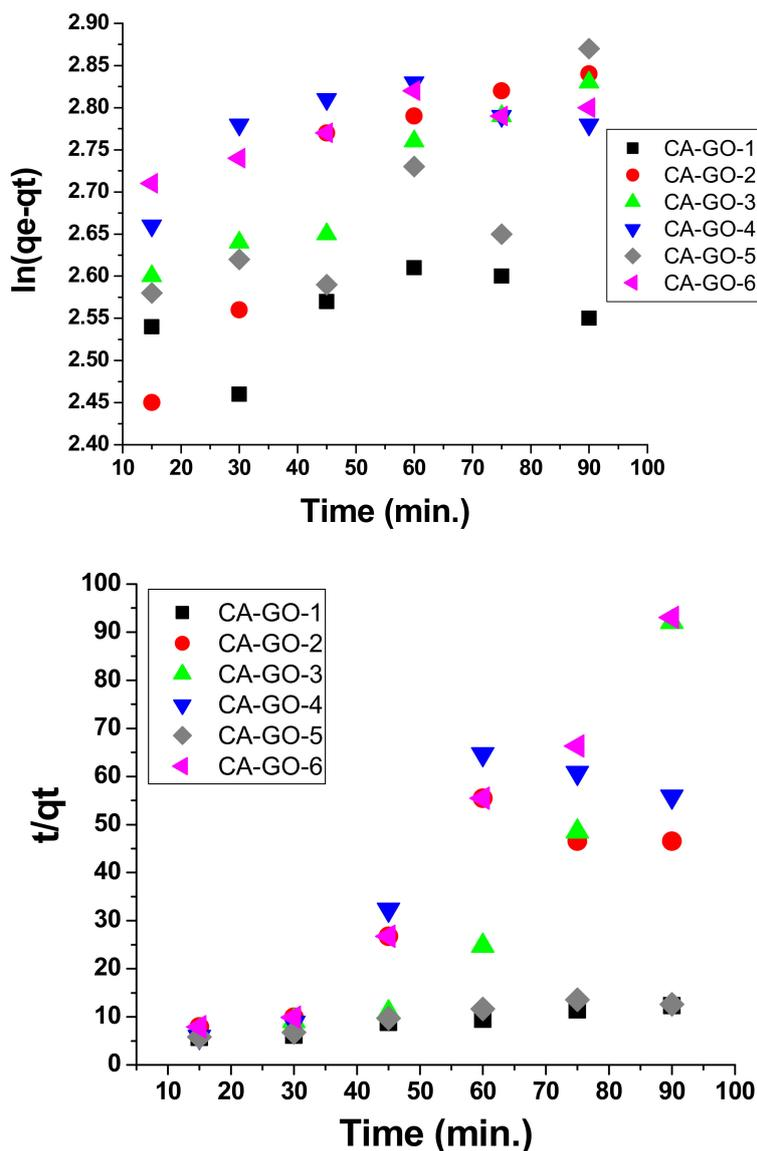 2.90
2.85
2.80
2.75
2.70
2.65
2.60
2.55
2.50
2.45
2.40
ln(qe-qt)
10 20 30 40 50 60 70 80 90 100
Time (min.)
CA-GO-1
CA-GO-2
CA-GO-3
CA-GO-4
CA-GO-5
CA-GO-6
100
90
80
70
60
50
40
30
20
10
0
t/qt
CA-GO-1
CA-GO-2
CA-GO-3
CA-GO-4
CA-GO-5
CA-GO-6
10 20 30 40 50 60 70 80 90 100
Time (min.)